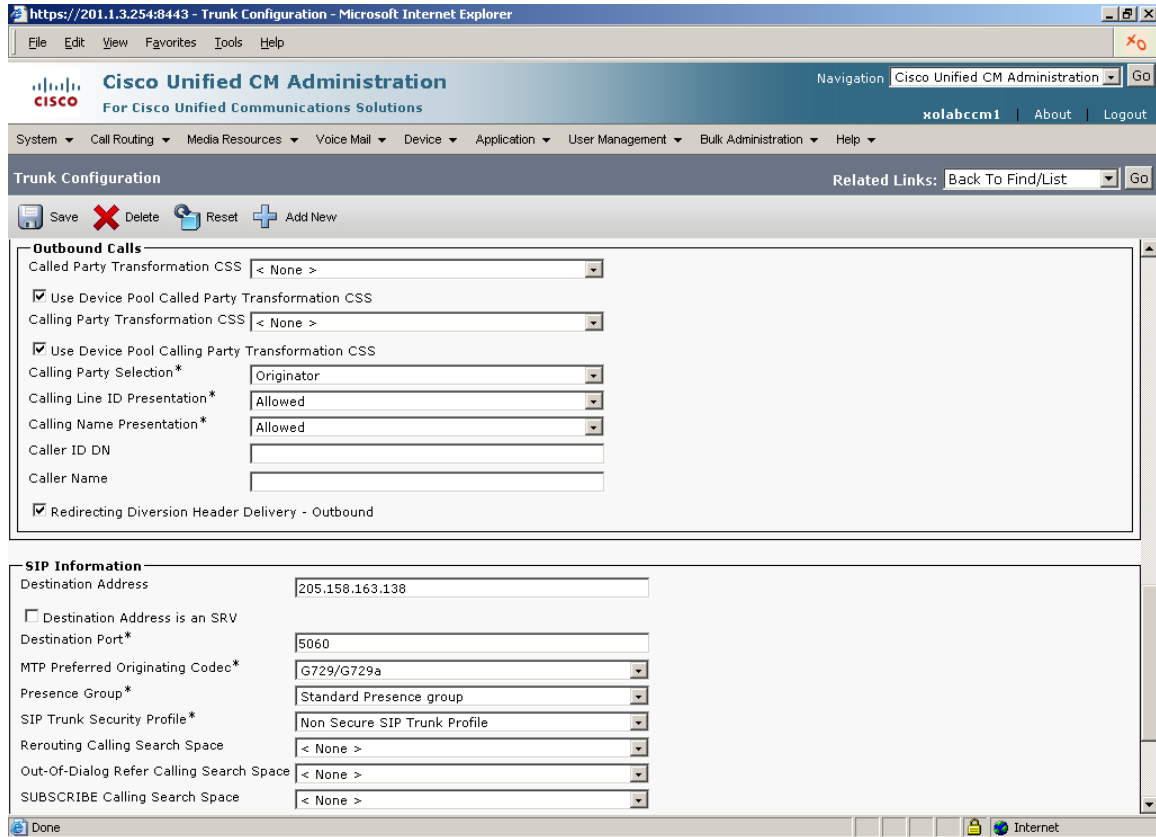 https://201.1.3.254:8443 - Trunk Configuration - Microsoft Internet Explorer
File Edit View Favorites Tools Help
CISCO
Cisco Unified CM Administration
For Cisco Unified Communications Solutions
Navigation Cisco Unified CM Administration Go
xolabccm1 | About | Logout
System Call Routing Media Resources Voice Mail Device Application User Management Bulk Administration Help
Trunk Configuration Related Links: Back To Find/List Go
Save Delete Reset Add New
Outbound Calls
Called Party Transformation CSS < None >
Use Device Pool Called Party Transformation CSS
Calling Party Transformation CSS < None >
Use Device Pool Calling Party Transformation CSS
Calling Party Selection* Originator
Calling Line ID Presentation* Allowed
Calling Name Presentation* Allowed
Caller ID DN
Caller Name
Redirecting Diversion Header Delivery - Outbound
SIP Information
Destination Address 205.158.163.138
Destination Address is an SRV
Destination Port* 5060
MTP Preferred Originating Codec* G729/G729a
Presence Group* Standard Presence group
SIP Trunk Security Profile* Non Secure SIP Trunk Profile
Rerouting Calling Search Space < None >
Out-Of-Dialog Refer Calling Search Space < None >
SUBSCRIBE Calling Search Space < None >
Done Internet